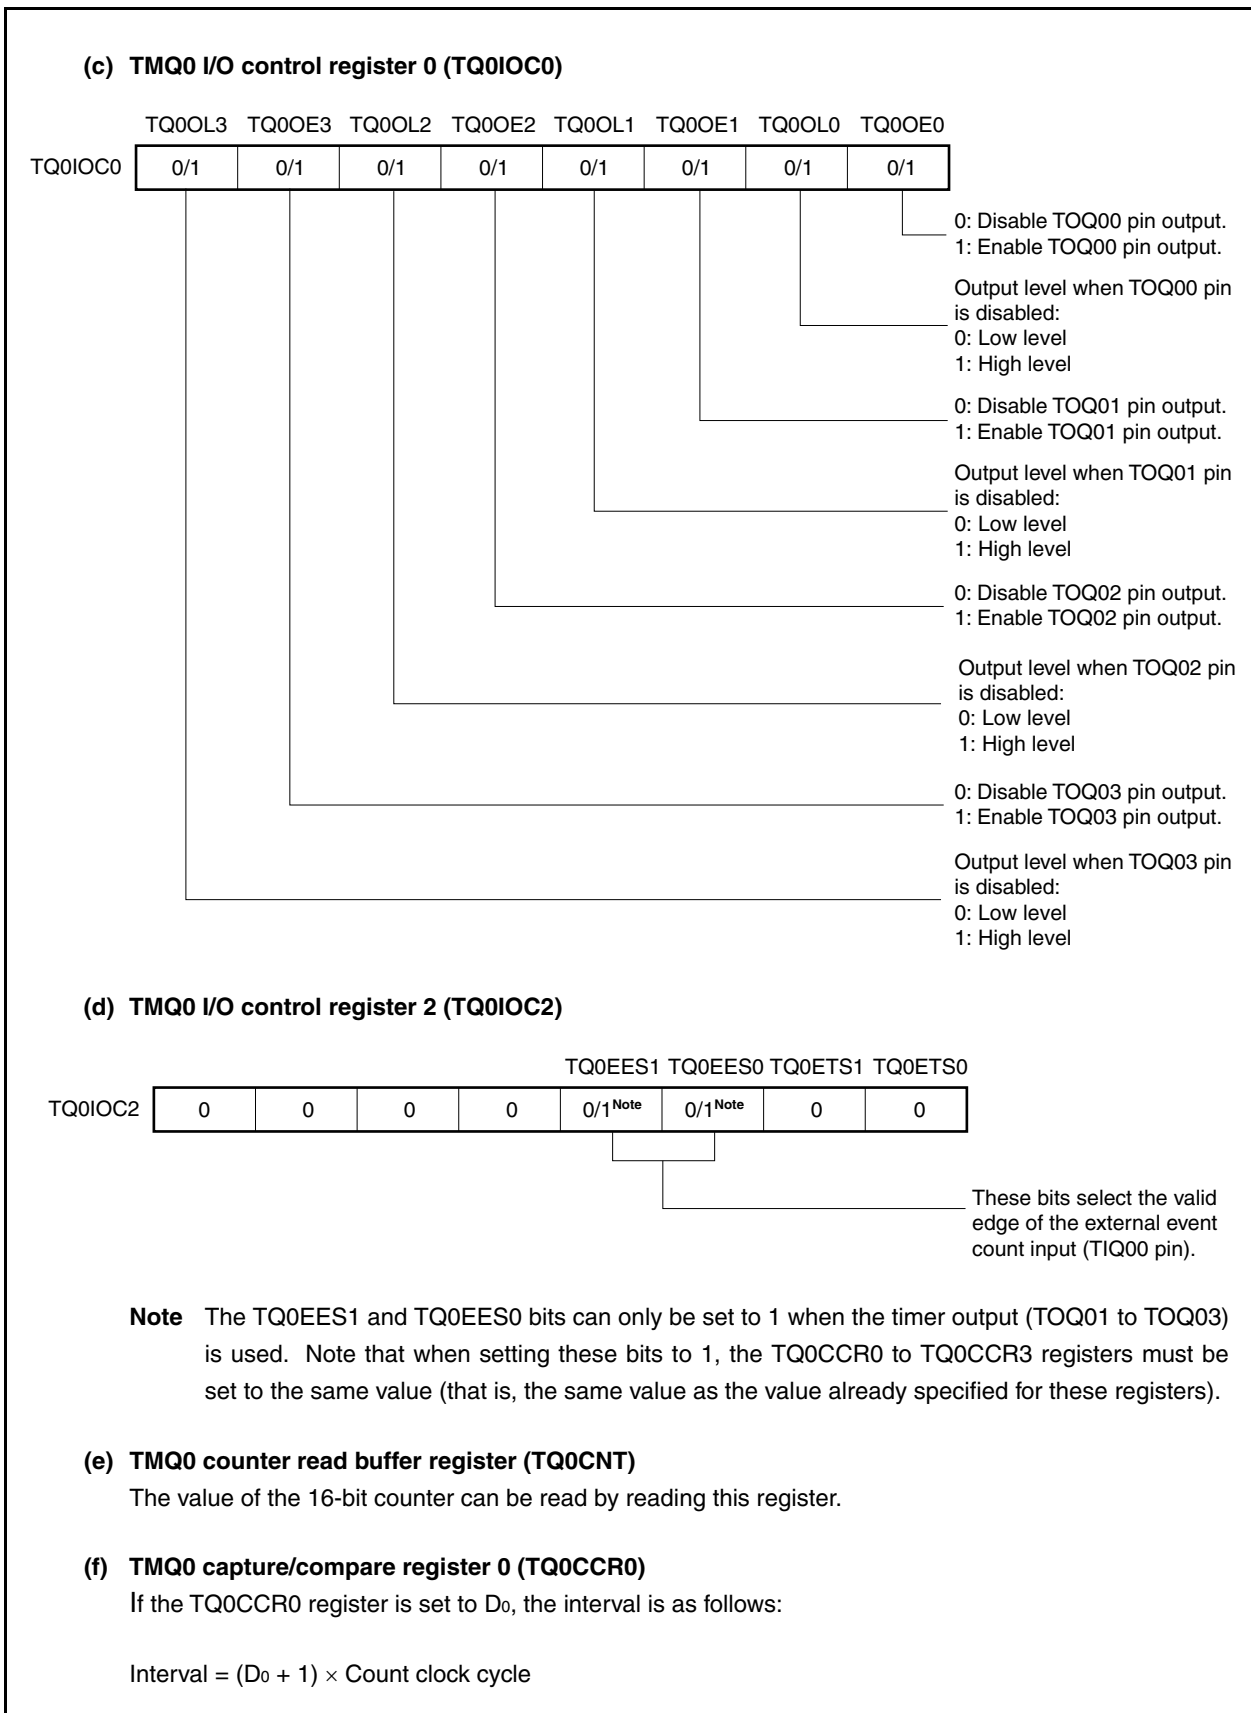 (c) TMQ0 I/O control register 0 (TQ0IOC0)
TQ0OL3 TQ0OE3 TQ0OL2 TQ0OE2 TQ0OL1 TQ0OE1 TQ0OL0 TQ0OE0
TQ0IOC0 0/1 0/1 0/1 0/1 0/1 0/1 0/1 0/1
0: Disable TOQ00 pin output.
1: Enable TOQ00 pin output.
Output level when TOQ00 pin
is disabled:
0: Low level
1: High level
0: Disable TOQ01 pin output.
1: Enable TOQ01 pin output.
Output level when TOQ01 pin
is disabled:
0: Low level
1: High level
0: Disable TOQ02 pin output.
1: Enable TOQ02 pin output.
Output level when TOQ02 pin
is disabled:
0: Low level
1: High level
0: Disable TOQ03 pin output.
1: Enable TOQ03 pin output.
Output level when TOQ03 pin
is disabled:
0: Low level
1: High level
(d) TMQ0 I/O control register 2 (TQ0IOC2)
TQ0EES1 TQ0EES0 TQ0ETS1 TQ0ETS0
TQ0IOC2 0 0 0 0 0/1Note 0/1Note 0 0
These bits select the valid
edge of the external event
count input (TIQ00 pin).
Note The TQ0EES1 and TQ0EES0 bits can only be set to 1 when the timer output (TOQ01 to TOQ03)
is used. Note that when setting these bits to 1, the TQ0CCR0 to TQ0CCR3 registers must be
set to the same value (that is, the same value as the value already specified for these registers).
(e) TMQ0 counter read buffer register (TQ0CNT)
The value of the 16-bit counter can be read by reading this register.
(f) TMQ0 capture/compare register 0 (TQ0CCR0)
If the TQ0CCR0 register is set to D0, the interval is as follows:
Interval = (D0 + 1) × Count clock cycle